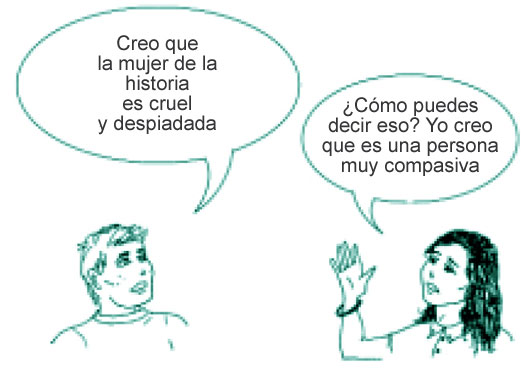 Creo que
la mujer de la
historia
es cruel
y despiadada
¿Cómo puedes
decir eso? Yo creo
que es una persona
muy compasiva